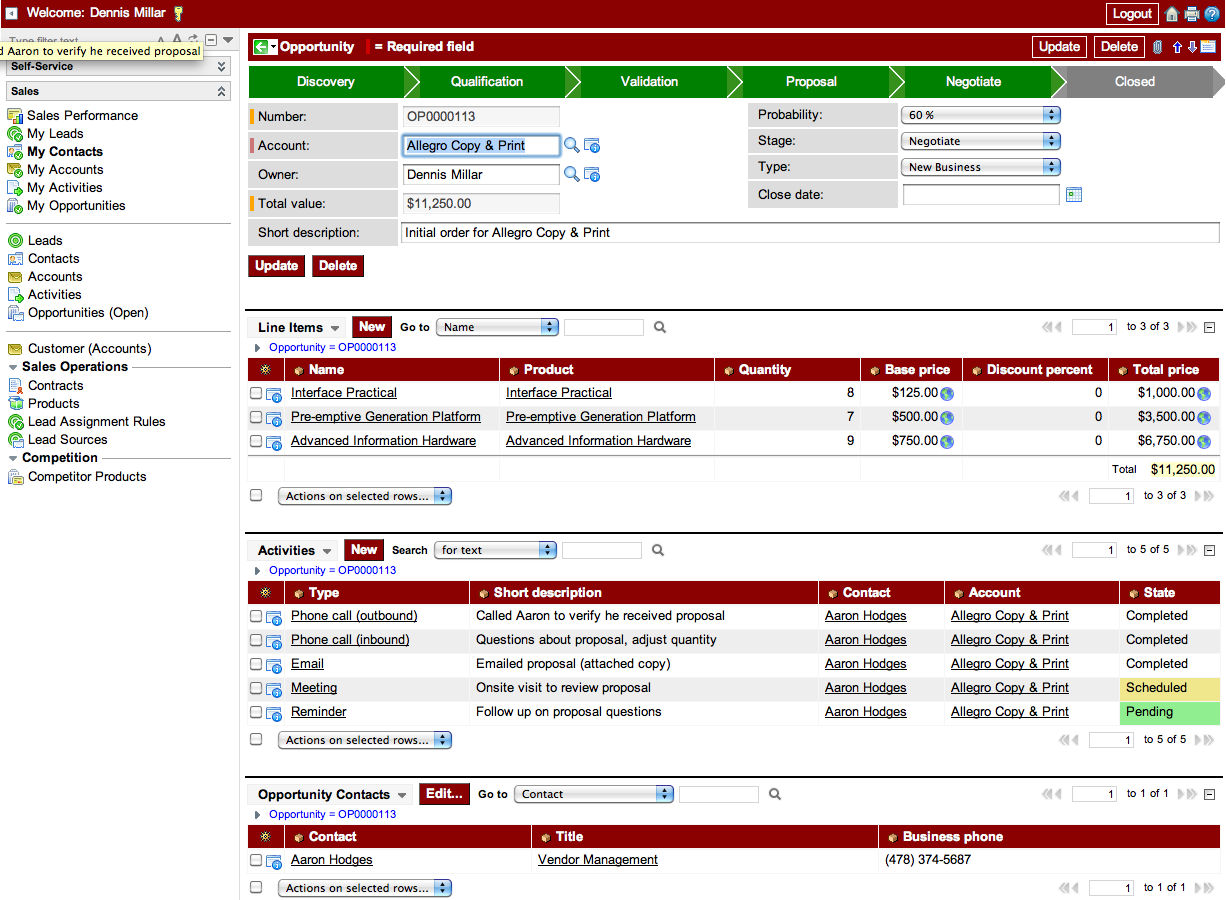 Welcome: Dennis Millar
Logout
Type filter text
d Aaron to verify he received proposal
Self-Service
Sales
Sales Performance
My Leads
My Contacts
My Accounts
My Activities
My Opportunities
Leads
Contacts
Accounts
Activities
Opportunities (Open)
Customer (Accounts)
Sales Operations
Contracts
Products
Lead Assignment Rules
Lead Sources
Competition
Competitor Products
Opportunity = Required field Update Delete
Discovery Qualification Validation Proposal Negotiate Closed
Number: OP0000113
Account: Allegro Copy & Print
Owner: Dennis Millar
Total value: $11,250.00
Probability: 60 %
Stage: Negotiate
Type: New Business
Close date:
Short description: Initial order for Allegro Copy & Print
Update Delete
Line Items New Go to Name 1 to 3 of 3
Opportunity = OP0000113
Name Product Quantity Base price Discount percent Total price
Interface Practical Interface Practical 8 $125.00 0 $1,000.00
Pre-emptive Generation Platform Pre-emptive Generation Platform 7 $500.00 0 $3,500.00
Advanced Information Hardware Advanced Information Hardware 9 $750.00 0 $6,750.00
Total $11,250.00
Actions on selected rows... 1 to 3 of 3
Activities New Search for text 1 to 5 of 5
Opportunity = OP0000113
Type Short description Contact Account State
Phone call (outbound) Called Aaron to verify he received proposal Aaron Hodges Allegro Copy & Print Completed
Phone call (inbound) Questions about proposal, adjust quantity Aaron Hodges Allegro Copy & Print Completed
Email Emailed proposal (attached copy) Aaron Hodges Allegro Copy & Print Completed
Meeting Onsite visit to review proposal Aaron Hodges Allegro Copy & Print Scheduled
Reminder Follow up on proposal questions Aaron Hodges Allegro Copy & Print Pending
Actions on selected rows... 1 to 5 of 5
Opportunity Contacts Edit... Go to Contact 1 to 1 of 1
Opportunity = OP0000113
Contact Title Business phone
Aaron Hodges Vendor Management (478) 374-5687
Actions on selected rows... 1 to 1 of 1